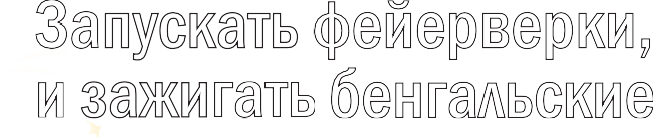 Запускать фейерверки,
и зажигать бенгальские